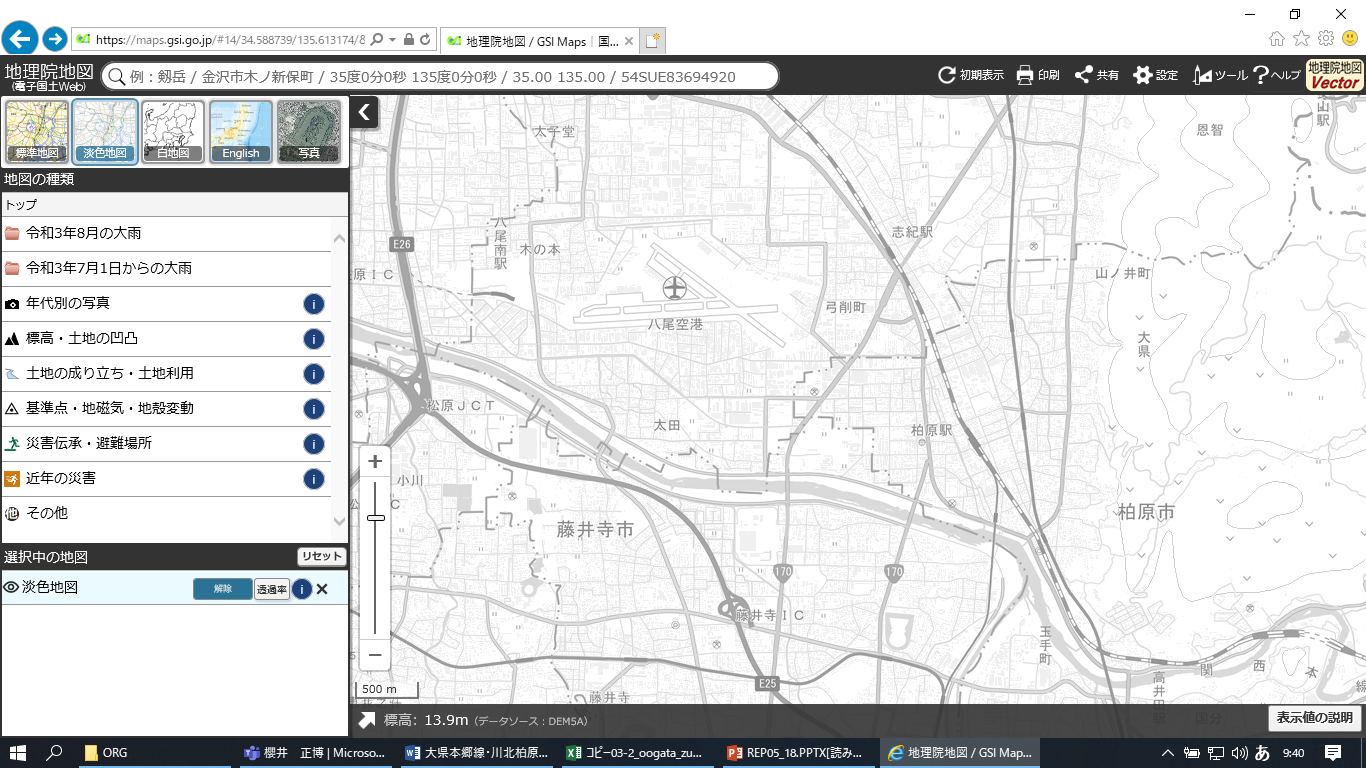 https://maps.gsi.go.jp/#14/34.588739/135.613174/8
地理院地図 / GSI Maps｜国...
地理院地図
(電子国土Web)
例：剱岳 / 金沢市木ノ新保町 / 35度0分0秒 135度0分0秒 / 35.00 135.00 / 54SUE83694920
初期表示
印刷
共有
設定
ツール
ヘルプ
地理院地図
Vector
標準地図
淡色地図
白地図
English
写真
地図の種類
トップ
令和3年8月の大雨
令和3年7月1日からの大雨
年代別の写真
標高・土地の凹凸
土地の成り立ち・土地利用
基準点・地磁気・地殻変動
災害伝承・避難場所
近年の災害
その他
選択中の地図
リセット
淡色地図
解除
透過率
太子堂
恩智
山駅
E26
八尾南駅
木の本
志紀駅
原ＩＣ
山ノ井町
弓削町
八尾空港
大県
松原ＪＣＴ
太田
柏原駅
小川
Ｃ
藤井寺市
柏原市
170
170
藤井寺ＩＣ
玉手町
関
西
本
線
E25
高井田駅
藤井寺
国分
500 m
標高: 13.9m (データソース：DEM5A)
表示値の説明
ORG
櫻井　正博 | Microso...
大県本郷線･川北柏原...
コピー03-2_oogata_zu...
REP05_18.PPTX[読み...
地理院地図 / GSI Map...
あ
9:40